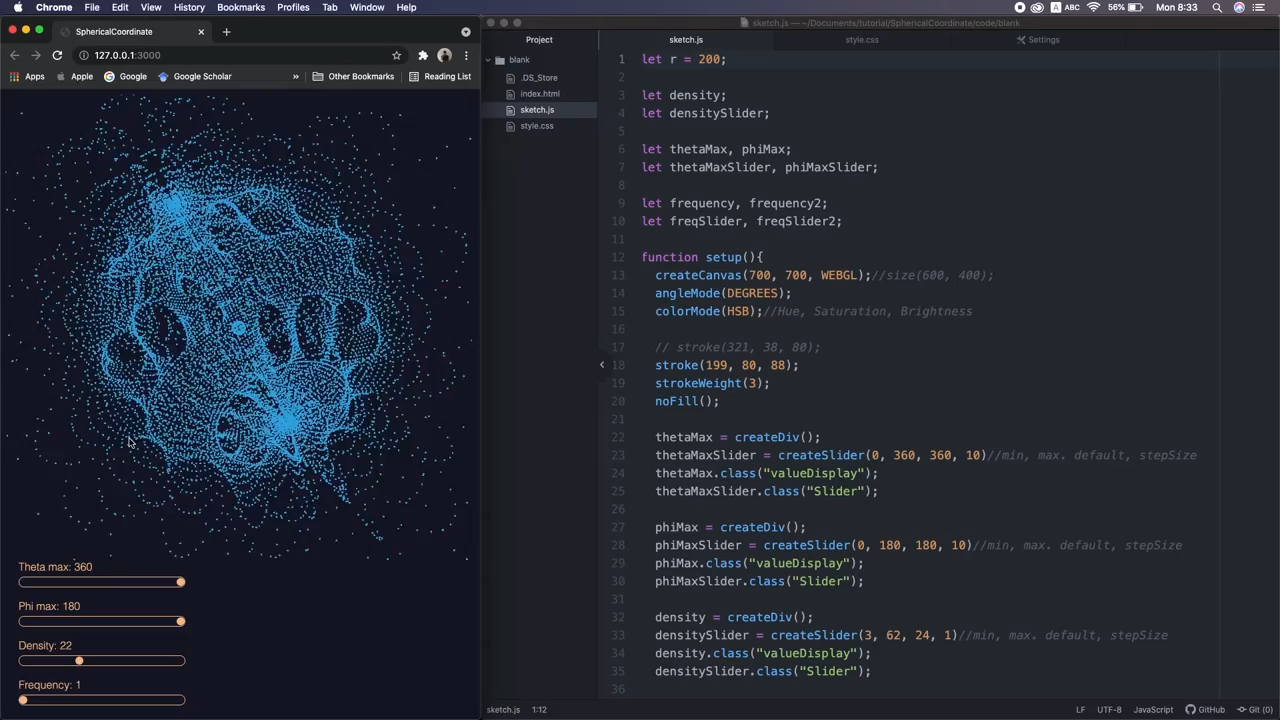 Chrome File Edit View History Bookmarks Profiles Tab Window Help
A ABC 56% Mon 8:33
SphericalCoordinate
127.0.0.1:3000
Apps Apple Google Google Scholar » Other Bookmarks Reading List
Theta max: 360
Phi max: 180
Density: 22
Frequency: 1
sketch.js — ~/Documents/tutorial/SphericalCoordinate/code/blank
Project
blank
.DS_Store
index.html
sketch.js
style.css
sketch.js style.css Settings
1 let r = 200;
2
3 let density;
4 let densitySlider;
5
6 let thetaMax, phiMax;
7 let thetaMaxSlider, phiMaxSlider;
8
9 let frequency, frequency2;
10 let freqSlider, freqSlider2;
11
12 function setup(){
13 createCanvas(700, 700, WEBGL);//size(600, 400);
14 angleMode(DEGREES);
15 colorMode(HSB);//Hue, Saturation, Brightness
16
17 // stroke(321, 38, 80);
18 stroke(199, 80, 88);
19 strokeWeight(3);
20 noFill();
21
22 thetaMax = createDiv();
23 thetaMaxSlider = createSlider(0, 360, 360, 10)//min, max. default, stepSize
24 thetaMax.class("valueDisplay");
25 thetaMaxSlider.class("Slider");
26
27 phiMax = createDiv();
28 phiMaxSlider = createSlider(0, 180, 180, 10)//min, max. default, stepSize
29 phiMax.class("valueDisplay");
30 phiMaxSlider.class("Slider");
31
32 density = createDiv();
33 densitySlider = createSlider(3, 62, 24, 1)//min, max. default, stepSize
34 density.class("valueDisplay");
35 densitySlider.class("Slider");
36
sketch.js 1:12 LF UTF-8 JavaScript GitHub Git (0)